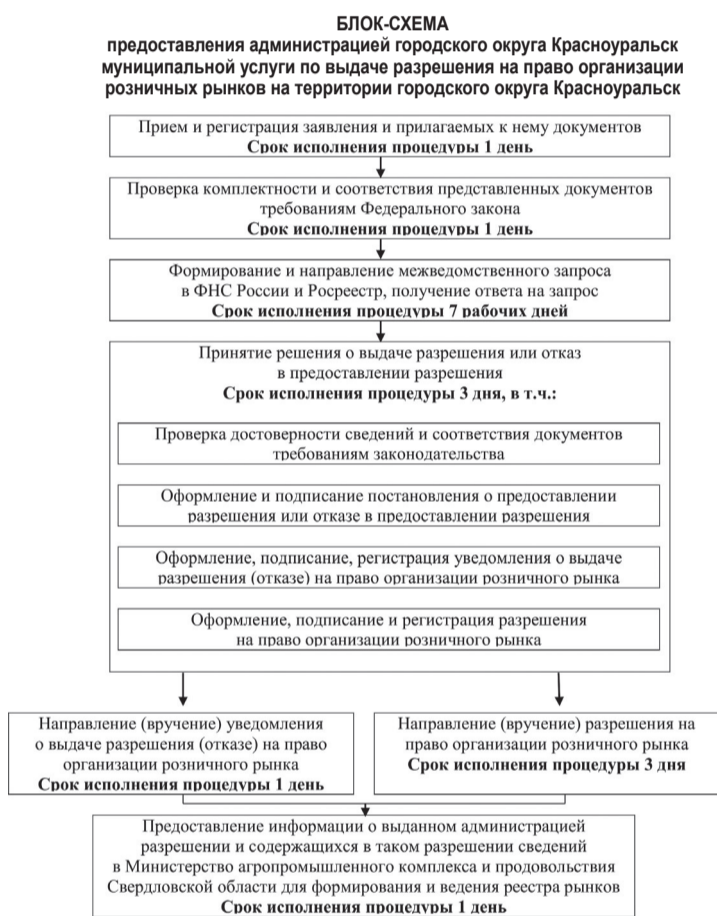 БЛОК-СХЕМА
предоставления администрацией городского округа Красноуральск
муниципальной услуги по выдаче разрешения на право организации
розничных рынков на территории городского округа Красноуральск
Прием и регистрация заявления и прилагаемых к нему документов
Срок исполнения процедуры 1 день
Проверка комплектности и соответствия представленных документов
требованиям Федерального закона
Срок исполнения процедуры 1 день
Формирование и направление межведомственного запроса
в ФНС России и Росреестр, получение ответа на запрос
Срок исполнения процедуры 7 рабочих дней
Принятие решения о выдаче разрешения или отказ
в предоставлении разрешения
Срок исполнения процедуры 3 дня, в т.ч.:
Проверка достоверности сведений и соответствия документов
требованиям законодательства
Оформление и подписание постановления о предоставлении
разрешения или отказе в предоставлении разрешения
Оформление, подписание, регистрация уведомления о выдаче
разрешения (отказе) на право организации розничного рынка
Оформление, подписание и регистрация разрешения
на право организации розничного рынка
Направление (вручение) уведомления
о выдаче разрешения (отказе) на право
организации розничного рынка
Срок исполнения процедуры 1 день
Направление (вручение) разрешения на
право организации розничного рынка
Срок исполнения процедуры 3 дня
Предоставление информации о выданном администрацией
разрешении и содержащихся в таком разрешении сведений
в Министерство агропромышленного комплекса и продовольствия
Свердловской области для формирования и ведения реестра рынков
Срок исполнения процедуры 1 день